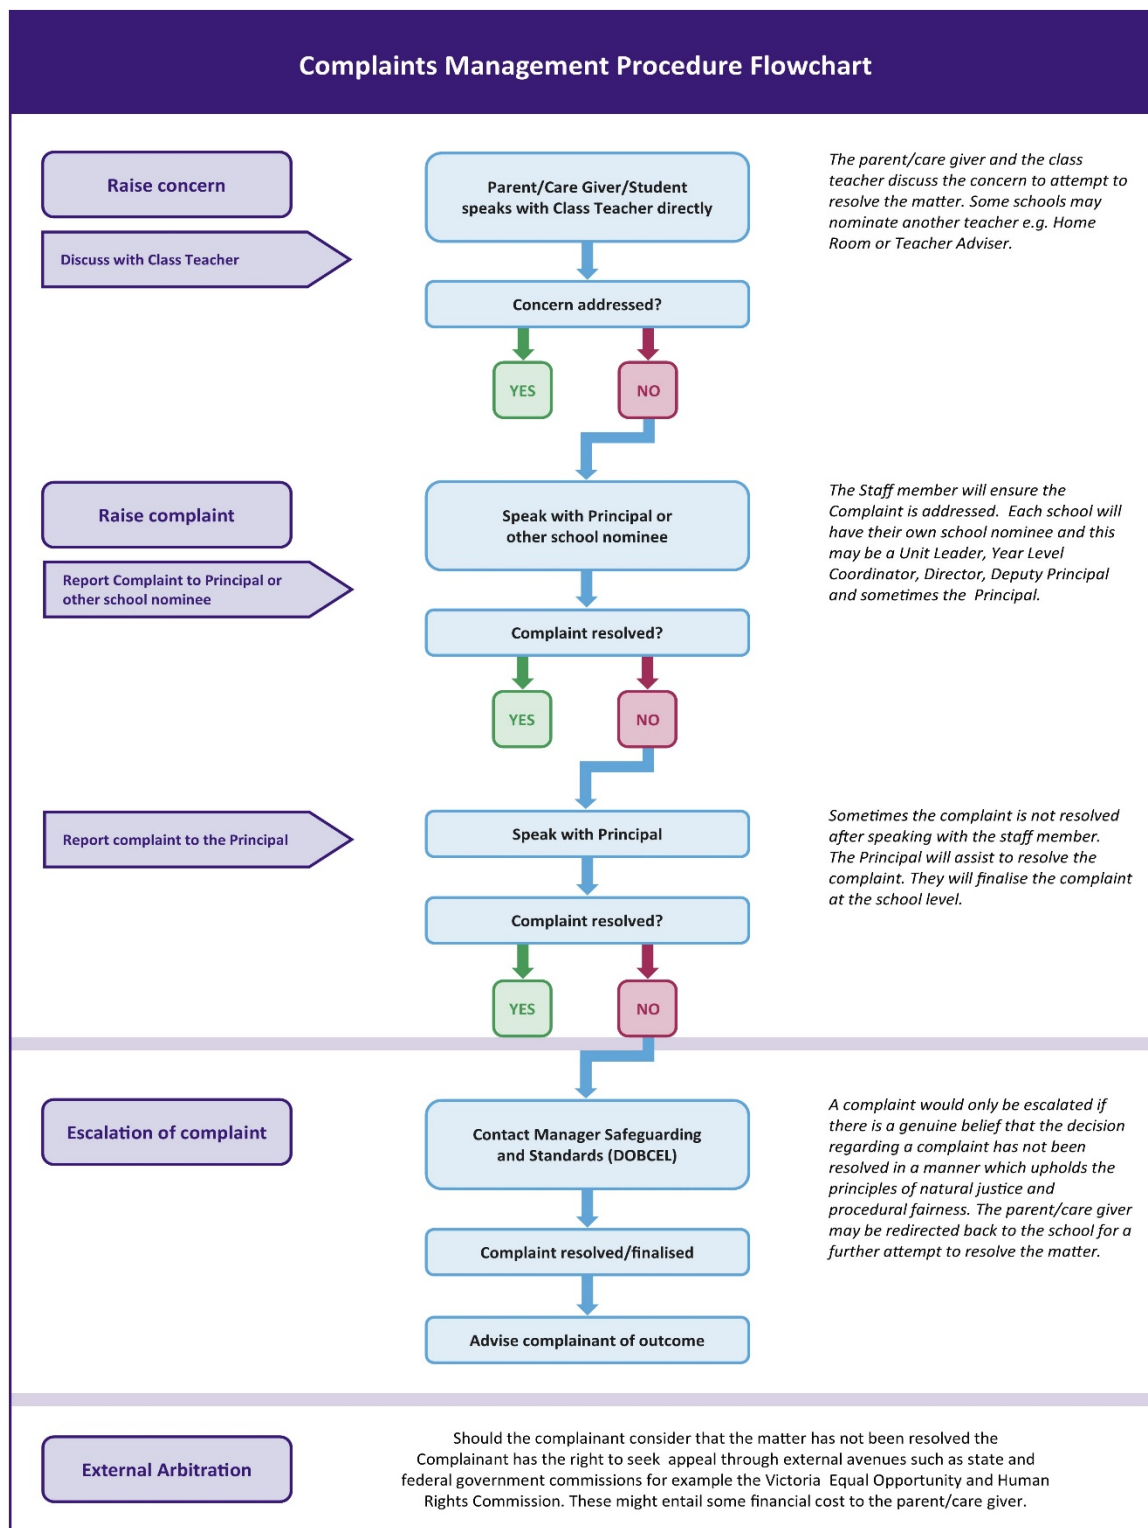 Complaints Management Procedure Flowchart
Raise concern
Discuss with Class Teacher
Parent/Care Giver/Student
speaks with Class Teacher directly
The parent/care giver and the class
teacher discuss the concern to attempt to
resolve the matter. Some schools may
nominate another teacher e.g. Home
Room or Teacher Adviser.
Concern addressed?
YES
NO
Raise complaint
Report Complaint to Principal or
other school nominee
Speak with Principal or
other school nominee
The Staff member will ensure the
Complaint is addressed.  Each school will
have their own school nominee and this
may be a Unit Leader, Year Level
Coordinator, Director, Deputy Principal
and sometimes the  Principal.
Complaint resolved?
YES
NO
Report complaint to the Principal
Speak with Principal
Sometimes the complaint is not resolved
after speaking with the staff member.
The Principal will assist to resolve the
complaint. They will finalise the complaint
at the school level.
Complaint resolved?
YES
NO
Escalation of complaint
Contact Manager Safeguarding
and Standards (DOBCEL)
A complaint would only be escalated if
there is a genuine belief that the decision
regarding a complaint has not been
resolved in a manner which upholds the
principles of natural justice and
procedural fairness. The parent/care giver
may be redirected back to the school for a
further attempt to resolve the matter.
Complaint resolved/finalised
Advise complainant of outcome
External Arbitration
Should the complainant consider that the matter has not been resolved the
Complainant has the right to seek  appeal through external avenues such as state and
federal government commissions for example the Victoria  Equal Opportunity and Human
Rights Commission. These might entail some financial cost to the parent/care giver.